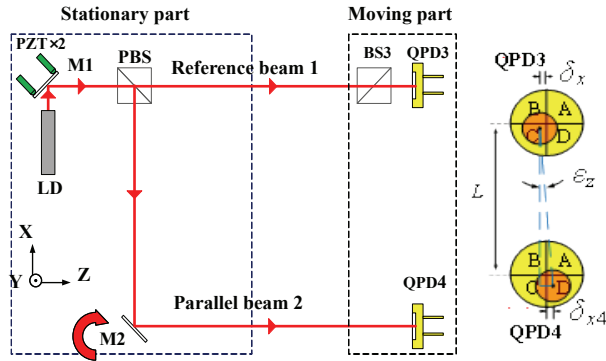 Stationary part
Moving part
PZT×2
M1
PBS
Reference beam 1
BS3
QPD3
LD
X
Y
Z
M2
Parallel beam 2
QPD4
QPD3
δx
B A
C D
L
εz
B A
C D
δx4
QPD4